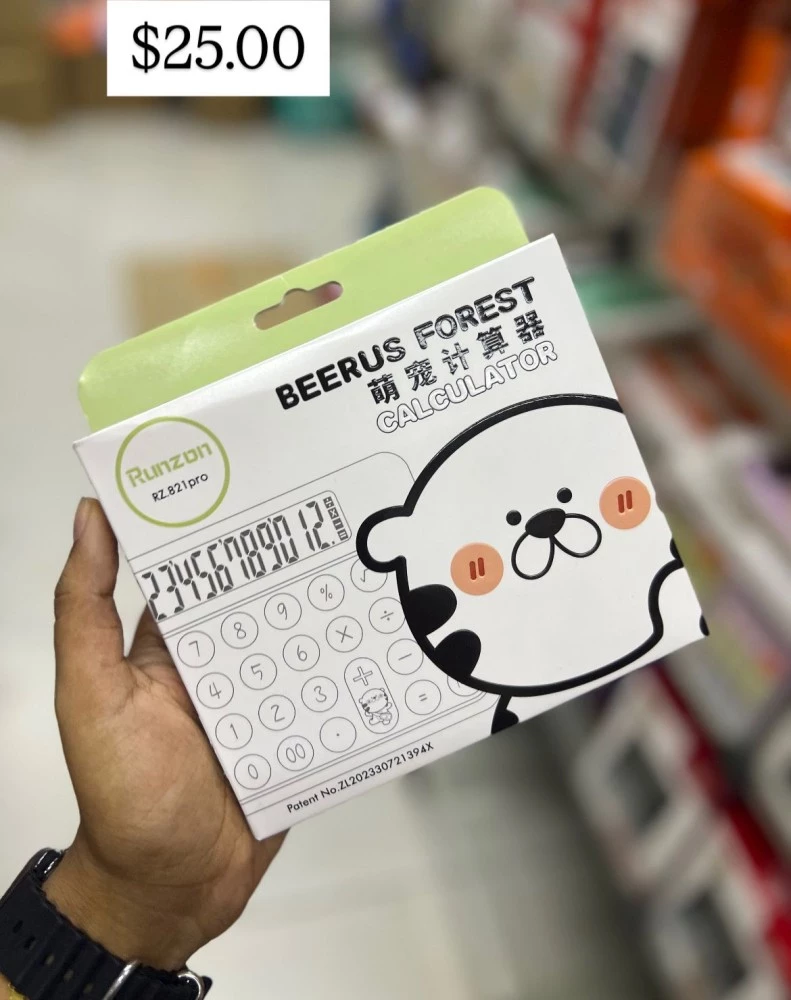 $25.00
BEERUS FOREST
萌宠计算器
CALCULATOR
Runzon
RZ.821pro
23456789012.
7 8 9 % √
4 5 6 X ÷
1 2 3 + −
0 00 . =
Patent No.ZL202330721394X